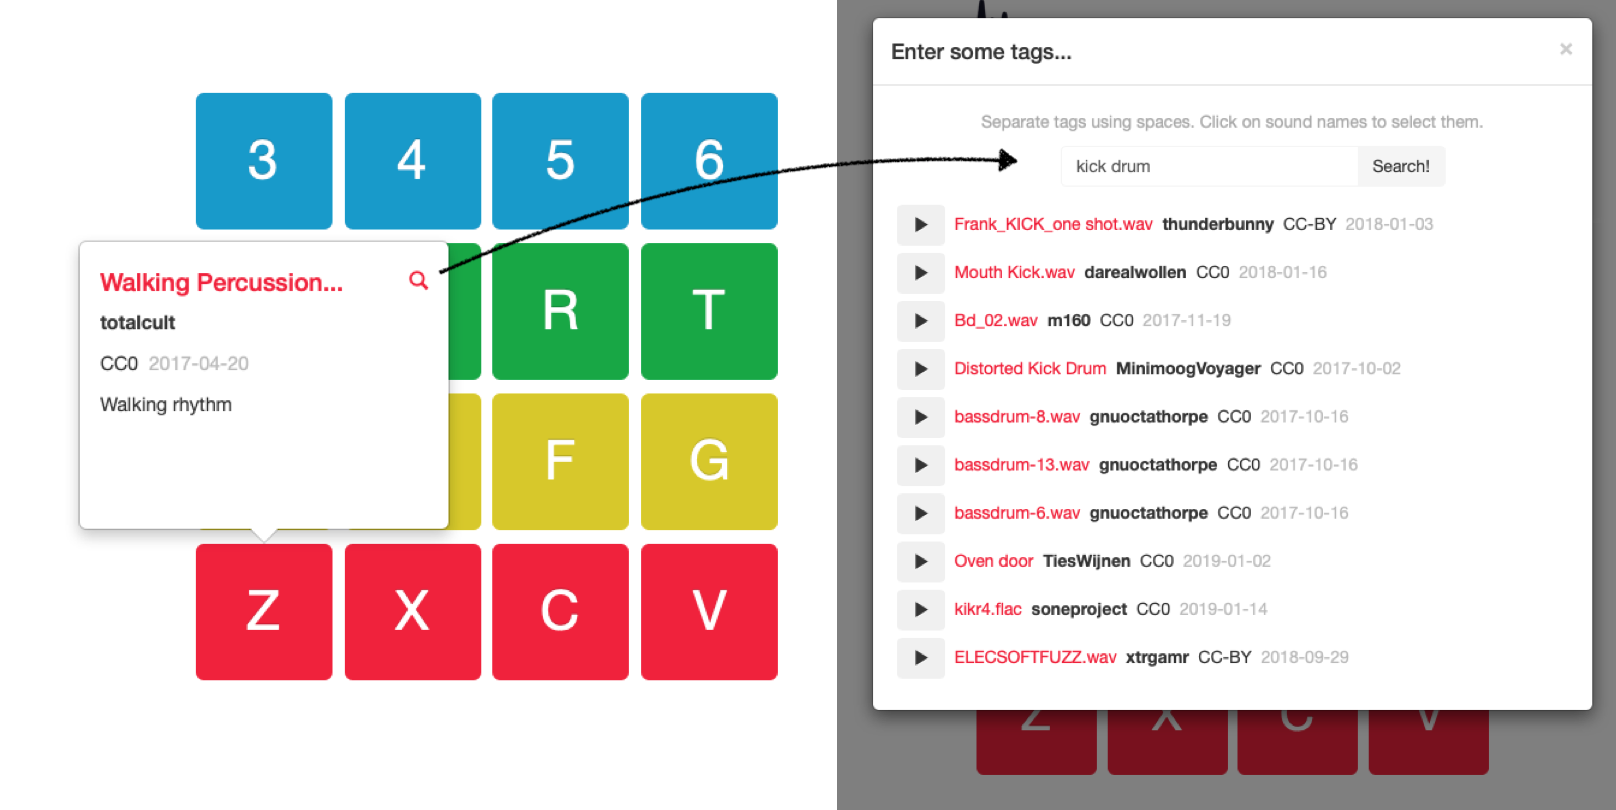 3 4 5 6
R T
Walking Percussion...
totalcult
CC0 2017-04-20
Walking rhythm
F G
Z X C V
Enter some tags... ×
Separate tags using spaces. Click on sound names to select them.
kick drum Search!
Frank_KICK_one shot.wav thunderbunny CC-BY 2018-01-03
Mouth Kick.wav darealwollen CC0 2018-01-16
Bd_02.wav m160 CC0 2017-11-19
Distorted Kick Drum MinimoogVoyager CC0 2017-10-02
bassdrum-8.wav gnuoctathorpe CC0 2017-10-16
bassdrum-13.wav gnuoctathorpe CC0 2017-10-16
bassdrum-6.wav gnuoctathorpe CC0 2017-10-16
Oven door TiesWijnen CC0 2019-01-02
kikr4.flac soneproject CC0 2019-01-14
ELECSOFTFUZZ.wav xtrgamr CC-BY 2018-09-29
Z X C V